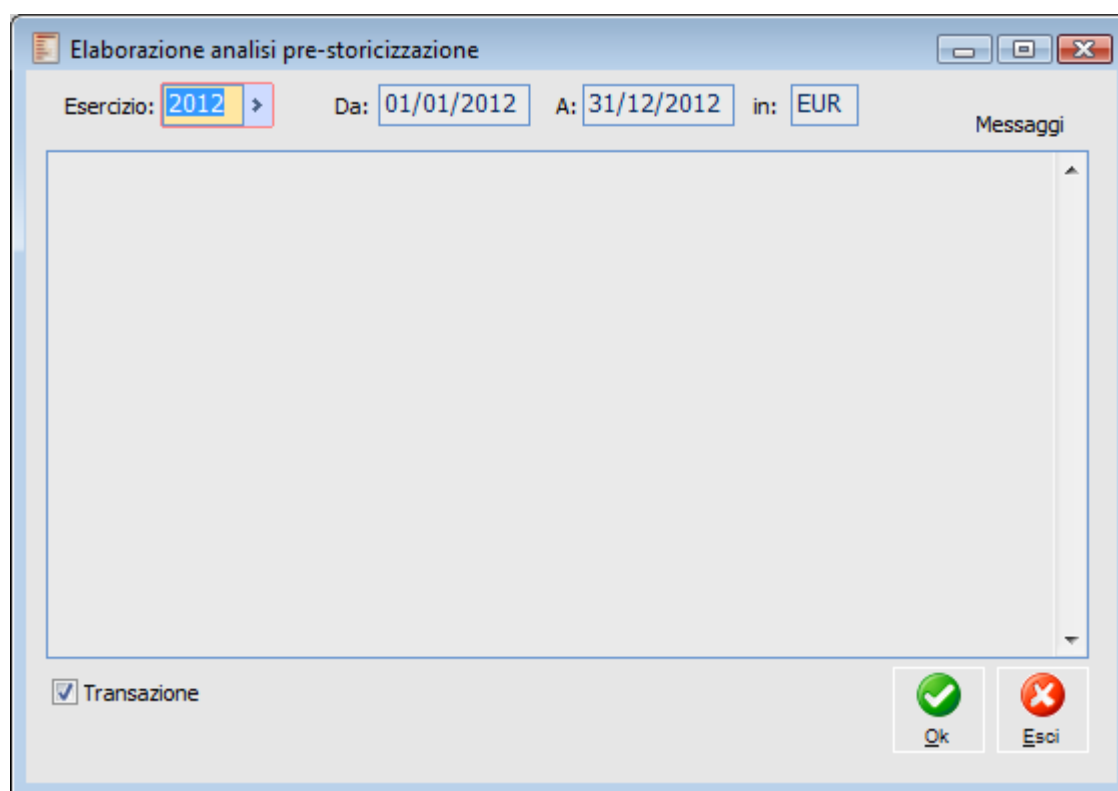 Elaborazione analisi pre-storicizzazione
Esercizio: 2012 Da: 01/01/2012 A: 31/12/2012 in: EUR
Messaggi
Transazione
Ok Esci